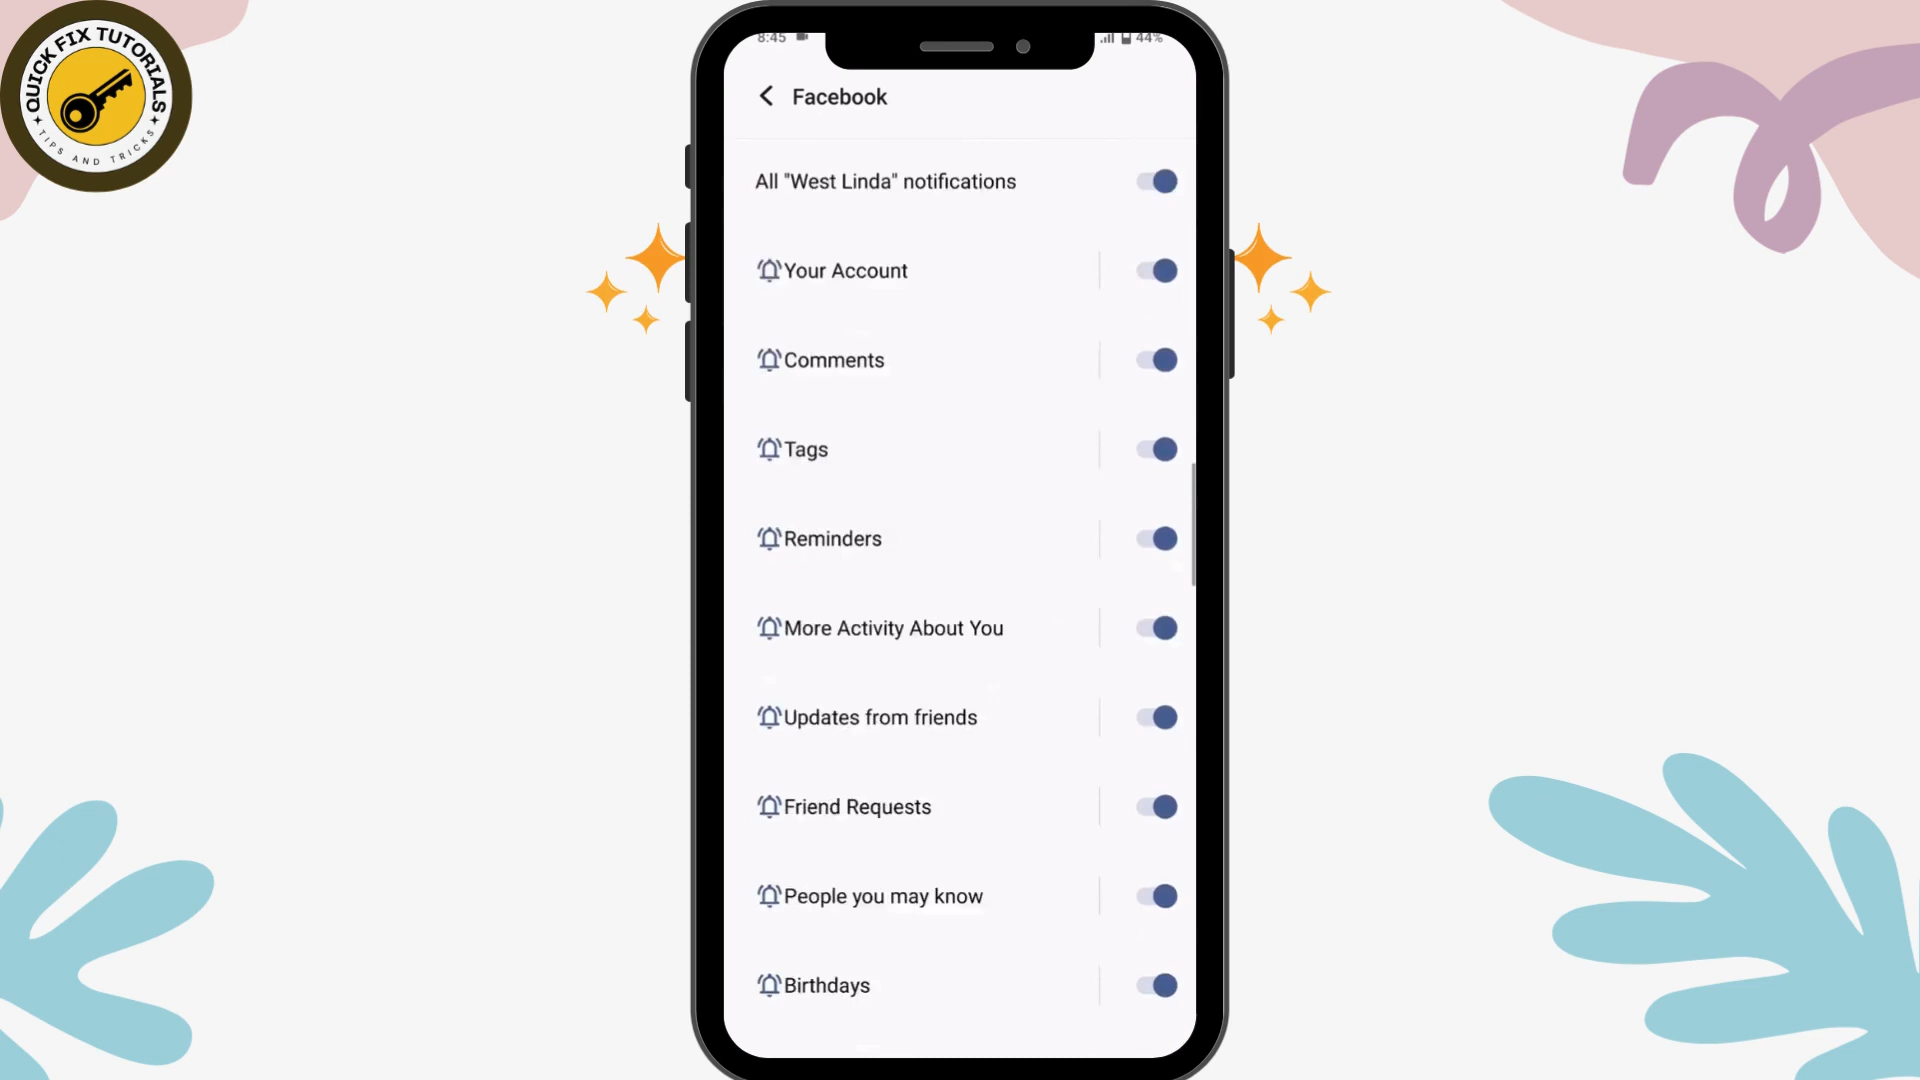 QUICK FIX TUTORIALS
TIPS AND TRICKS
8:45
44%
Facebook
All "West Linda" notifications
Your Account
Comments
Tags
Reminders
More Activity About You
Updates from friends
Friend Requests
People you may know
Birthdays